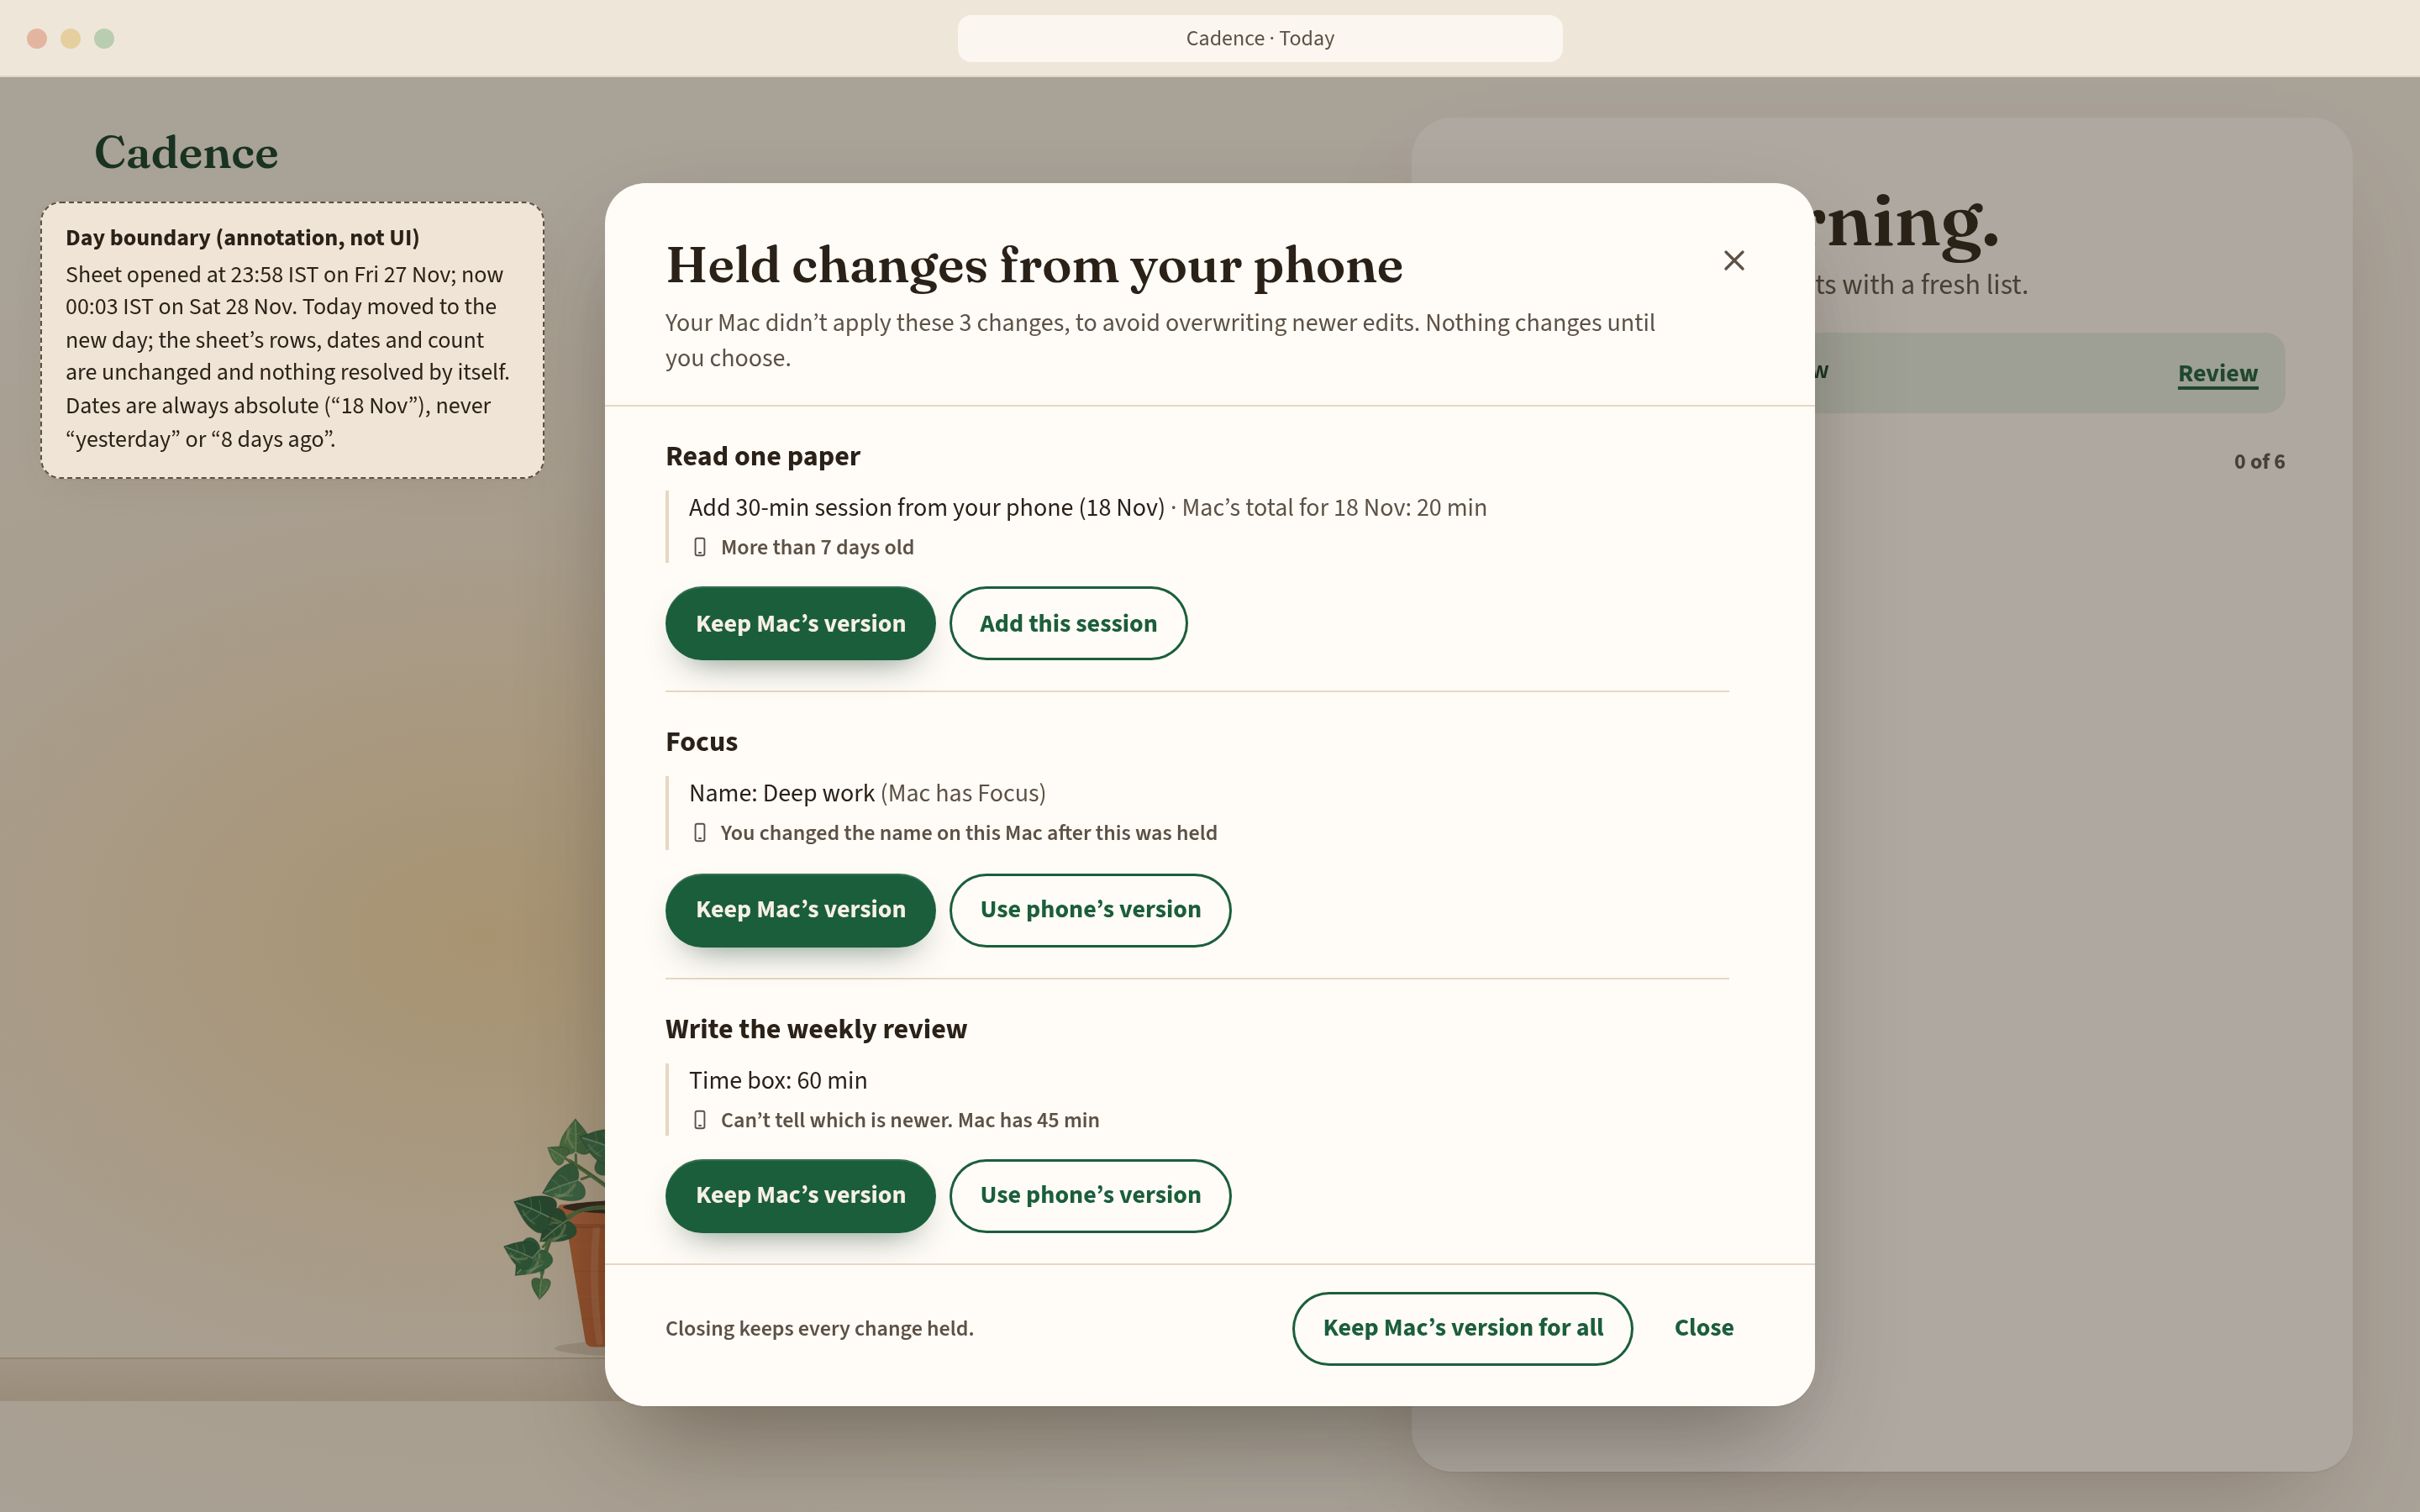 Cadence · Today
Cadence
Day boundary (annotation, not UI)
Sheet opened at 23:58 IST on Fri 27 Nov; now
00:03 IST on Sat 28 Nov. Today moved to the
new day; the sheet’s rows, dates and count
are unchanged and nothing resolved by itself.
Dates are always absolute (“18 Nov”), never
“yesterday” or “8 days ago”.
Held changes from your phone
Your Mac didn’t apply these 3 changes, to avoid overwriting newer edits. Nothing changes until
you choose.
Read one paper
Add 30-min session from your phone (18 Nov) · Mac’s total for 18 Nov: 20 min
More than 7 days old
Keep Mac’s version
Add this session
Focus
Name: Deep work (Mac has Focus)
You changed the name on this Mac after this was held
Keep Mac’s version
Use phone’s version
Write the weekly review
Time box: 60 min
Can’t tell which is newer. Mac has 45 min
Keep Mac’s version
Use phone’s version
Closing keeps every change held.
Keep Mac’s version for all
Close
rning.
ts with a fresh list.
w
Review
0 of 6